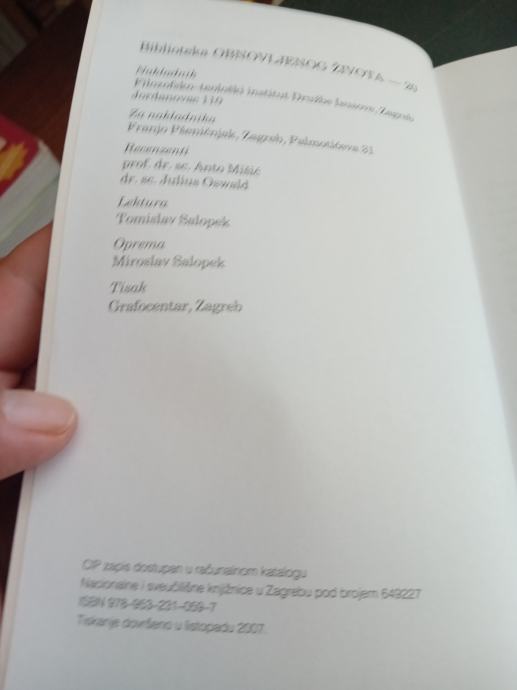 Biblioteka OBNOVLJENOG ŽIVOTA — 20
Nakladnik
Filozofsko-teološki institut Družbe Isusove, Zagreb
Jordanovac 110
Za nakladnika
Franjo Pšeničnjak, Zagreb, Palmotićeva 31
Recenzenti
prof. dr. sc. Anto Mišić
dr. sc. Julius Oswald
Lektura
Tomislav Salopek
Oprema
Miroslav Salopek
Tisak
Grafocentar, Zagreb
CIP zapis dostupan u računalnom katalogu
Nacionalne i sveučilišne knjižnice u Zagrebu pod brojem 649227
ISBN 978-953-231-059-7
Tiskanje dovršeno u listopadu 2007.